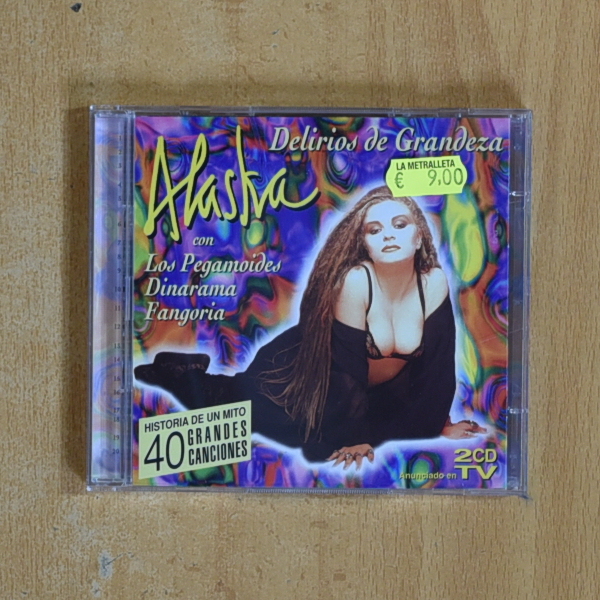 Delirios de Grandeza
LA METRALLETA
€ 9,00
Alaska
con
Los Pegamoides
Dinarama
Fangoria
HISTORIA DE UN MITO
40 GRANDES
CANCIONES
2CD
Anunciado en TV